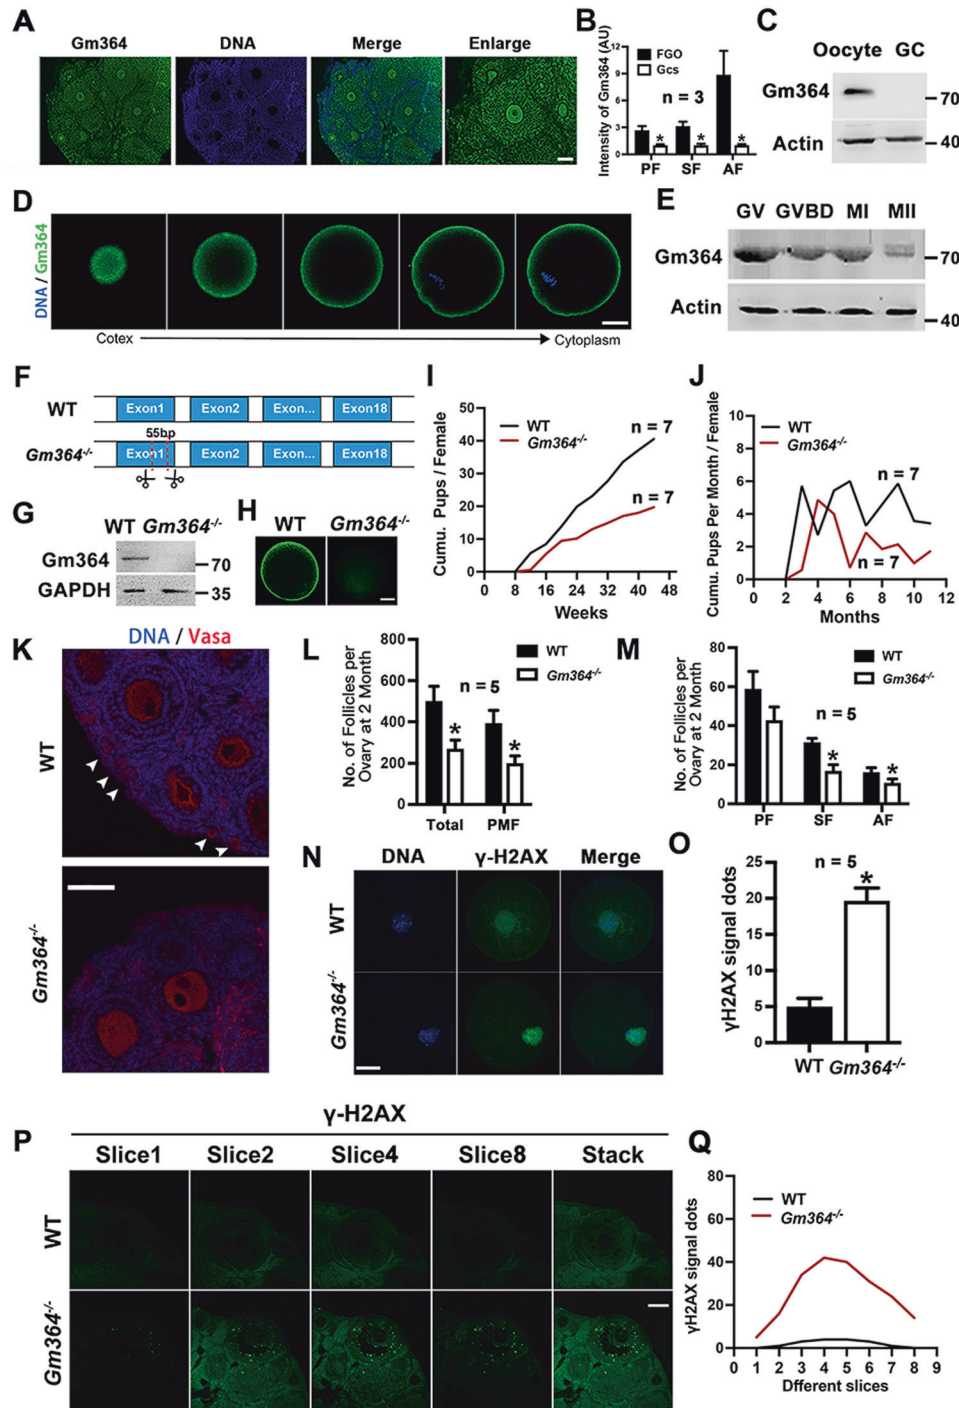 A
Gm364 DNA Merge Enlarge
B
Intensity of Gm364 (AU)
12
9
6
3
0
FGO
Gcs
n = 3
* * *
PF SF AF
C
Oocyte GC
Gm364
70
Actin
40
D
DNA / Gm364
Cotex Cytoplasm
E
GV GVBD MI MII
Gm364
70
Actin
40
F
WT
Exon1 Exon2 Exon... Exon18
55bp
Gm364-/-
Exon1 Exon2 Exon... Exon18
G
WT Gm364-/-
Gm364
70
GAPDH
35
H
WT Gm364-/-
I
Cumu. Pups / Female
50
40
30
20
10
0
WT
Gm364-/-
n = 7
n = 7
0 8 16 24 32 40 48
Weeks
J
Cumu. Pups Per Month / Female
10
8
6
4
2
0
WT
Gm364-/-
n = 7
n = 7
0 2 4 6 8 10 12
Months
K
DNA / Vasa
WT
Gm364-/-
L
No. of Follicles per
Ovary at 2 Month
800
600
400
200
0
WT
Gm364-/-
n = 5
* *
Total PMF
M
No. of Follicles per
Ovary at 2 Month
80
60
40
20
0
WT
Gm364-/-
n = 5
* *
PF SF AF
N
DNA γ-H2AX Merge
WT
Gm364-/-
O
γH2AX signal dots
25
20
15
10
5
0
n = 5
*
WT Gm364-/-
P
γ-H2AX
Slice1 Slice2 Slice4 Slice8 Stack
WT
Gm364-/-
Q
γH2AX signal dots
80
60
40
20
0
WT
Gm364-/-
0 1 2 3 4 5 6 7 8 9
Dfferent slices